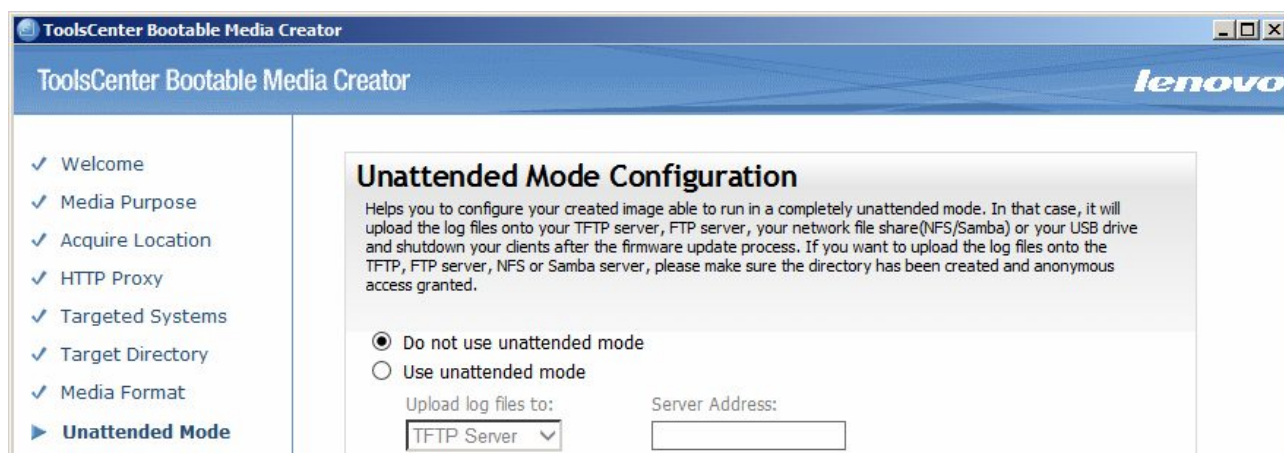 ToolsCenter Bootable Media Creator
ToolsCenter Bootable Media Creator
lenovo
Welcome
Media Purpose
Acquire Location
HTTP Proxy
Targeted Systems
Target Directory
Media Format
Unattended Mode
Unattended Mode Configuration
Helps you to configure your created image able to run in a completely unattended mode. In that case, it will
upload the log files onto your TFTP server, FTP server, your network file share(NFS/Samba) or your USB drive
and shutdown your clients after the firmware update process. If you want to upload the log files onto the
TFTP, FTP server, NFS or Samba server, please make sure the directory has been created and anonymous
access granted.
Do not use unattended mode
Use unattended mode
Upload log files to: Server Address:
TFTP Server